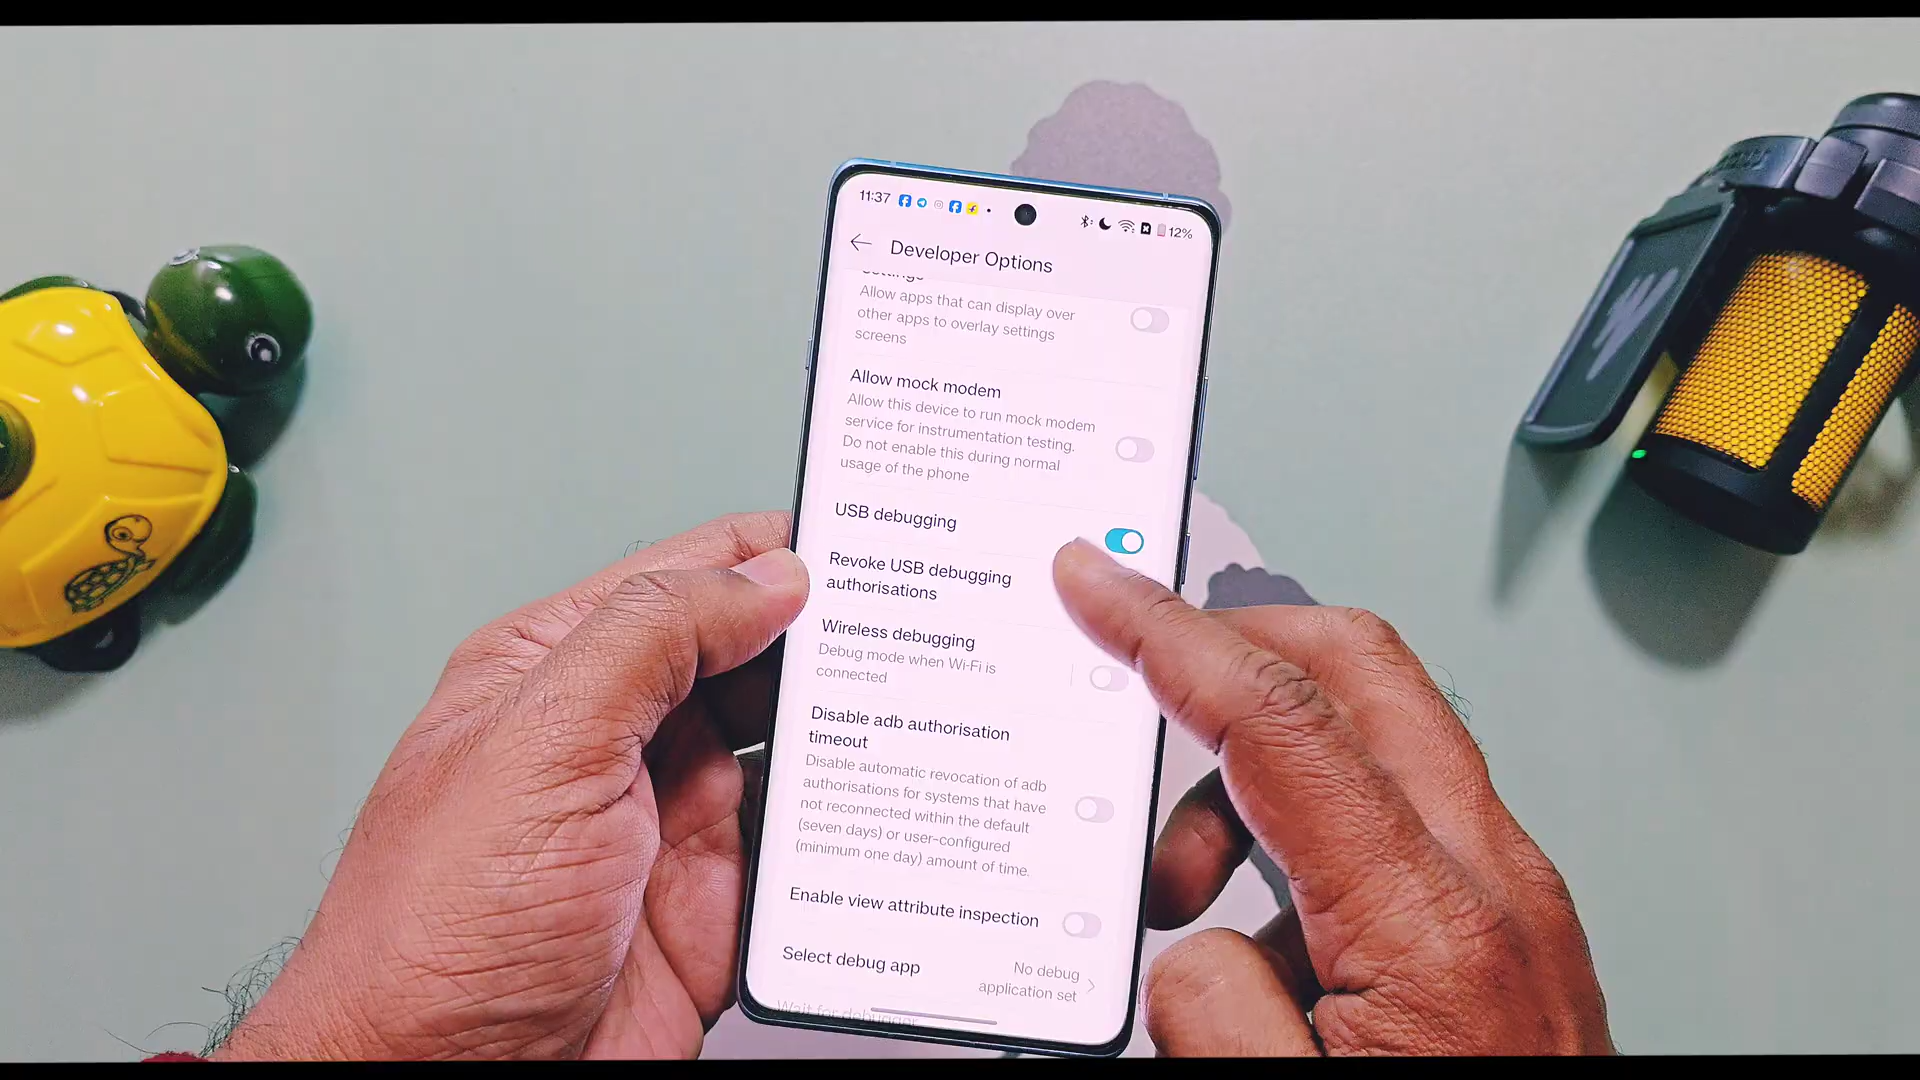 11:37
12%
Developer Options
Allow apps that can display over
other apps to overlay settings
screens
Allow mock modem
Allow this device to run mock modem
service for instrumentation testing.
Do not enable this during normal
usage of the phone
USB debugging
Revoke USB debugging
authorisations
Wireless debugging
Debug mode when Wi-Fi is
connected
Disable adb authorisation
timeout
Disable automatic revocation of adb
authorisations for systems that have
not reconnected within the default
(seven days) or user-configured
(minimum one day) amount of time.
Enable view attribute inspection
Select debug app
No debug
application set
Wait for debugger